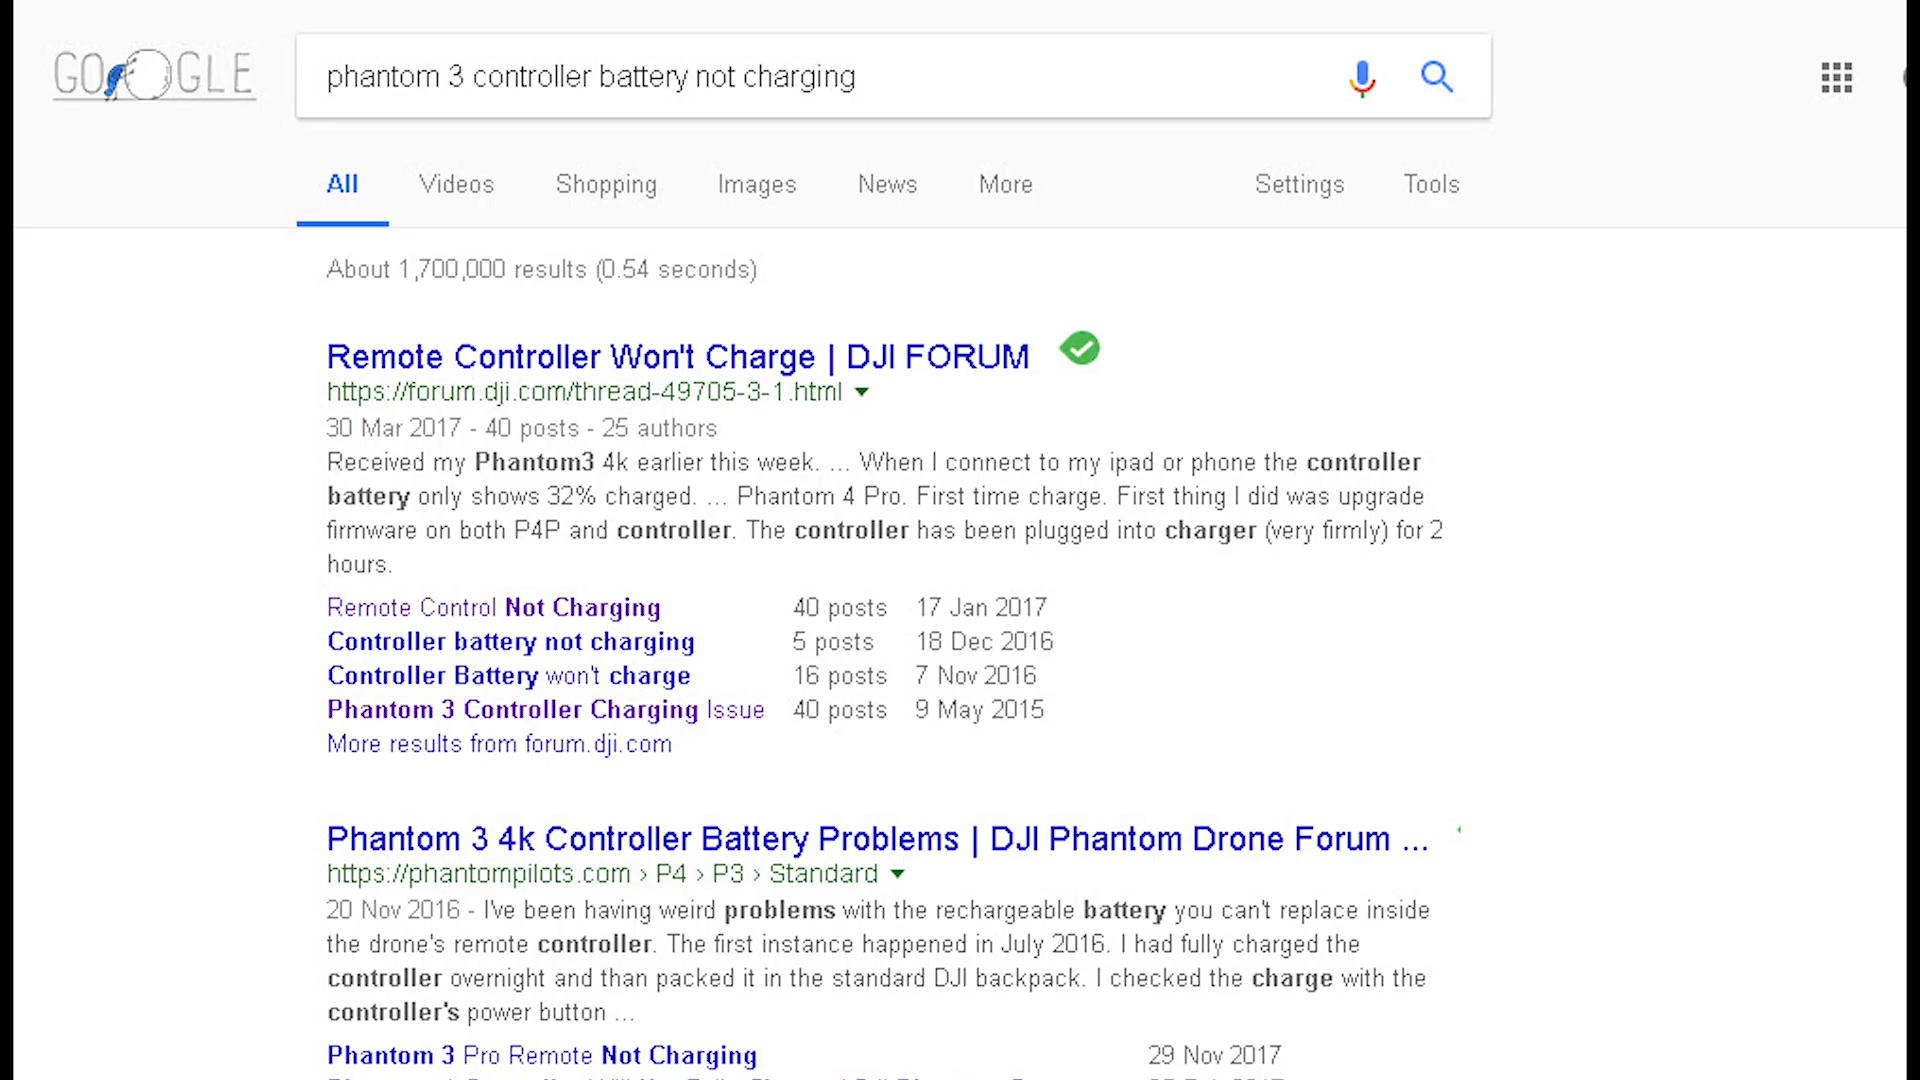 GOOGLE
phantom 3 controller battery not charging
All Videos Shopping Images News More Settings Tools
About 1,700,000 results (0.54 seconds)
Remote Controller Won't Charge | DJI FORUM
https://forum.dji.com/thread-49705-3-1.html
30 Mar 2017 - 40 posts - 25 authors
Received my Phantom3 4k earlier this week. ... When I connect to my ipad or phone the controller
battery only shows 32% charged. ... Phantom 4 Pro. First time charge. First thing I did was upgrade
firmware on both P4P and controller. The controller has been plugged into charger (very firmly) for 2
hours.
Remote Control Not Charging 40 posts 17 Jan 2017
Controller battery not charging 5 posts 18 Dec 2016
Controller Battery won't charge 16 posts 7 Nov 2016
Phantom 3 Controller Charging Issue 40 posts 9 May 2015
More results from forum.dji.com
Phantom 3 4k Controller Battery Problems | DJI Phantom Drone Forum ...
https://phantompilots.com › P4 › P3 › Standard
20 Nov 2016 - I've been having weird problems with the rechargeable battery you can't replace inside
the drone's remote controller. The first instance happened in July 2016. I had fully charged the
controller overnight and than packed it in the standard DJI backpack. I checked the charge with the
controller's power button ...
Phantom 3 Pro Remote Not Charging 29 Nov 2017